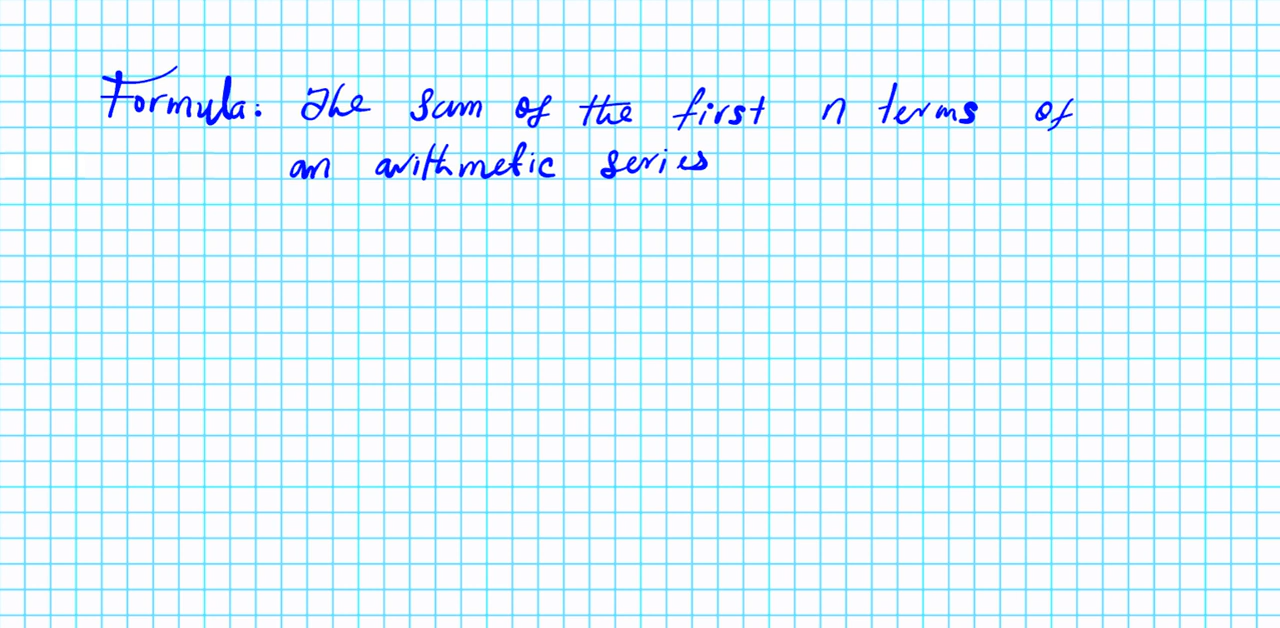 Formula: The sum of the first n terms of
an arithmetic series